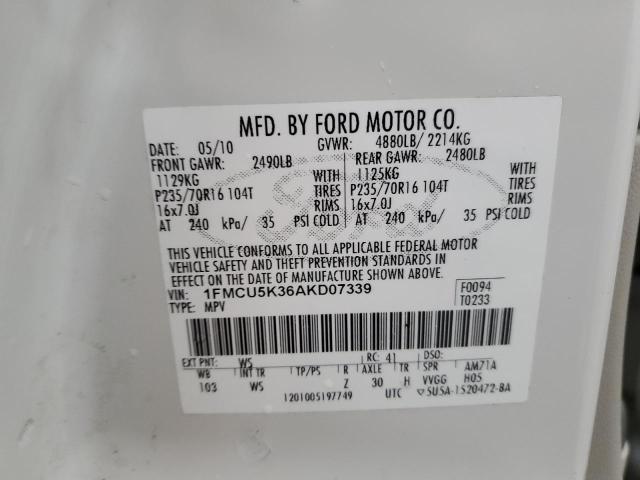 MFD. BY FORD MOTOR CO.
DATE: 05/10 GVWR: 4880LB/ 2214KG
FRONT GAWR: 2490LB REAR GAWR: 2480LB
1129KG WITH 1125KG WITH
P235/70R16 104T TIRES P235/70R16 104T TIRES
16x7.0J RIMS 16x7.0J RIMS
AT 240 kPa/ 35 PSI COLD AT 240 kPa/ 35 PSI COLD
THIS VEHICLE CONFORMS TO ALL APPLICABLE FEDERAL MOTOR
VEHICLE SAFETY AND THEFT PREVENTION STANDARDS IN
EFFECT ON THE DATE OF MANUFACTURE SHOWN ABOVE.
VIN: 1FMCU5K36AKD07339 F0094
TYPE: MPV T0233
EXT PNT: WS RC: 41 DSO:
WB INT TR TP/PS R AXLE TR SPR AM71A
103 WS Z 30 H VVGG H05
1201005197749 UTC 5U5A-1520472-BA